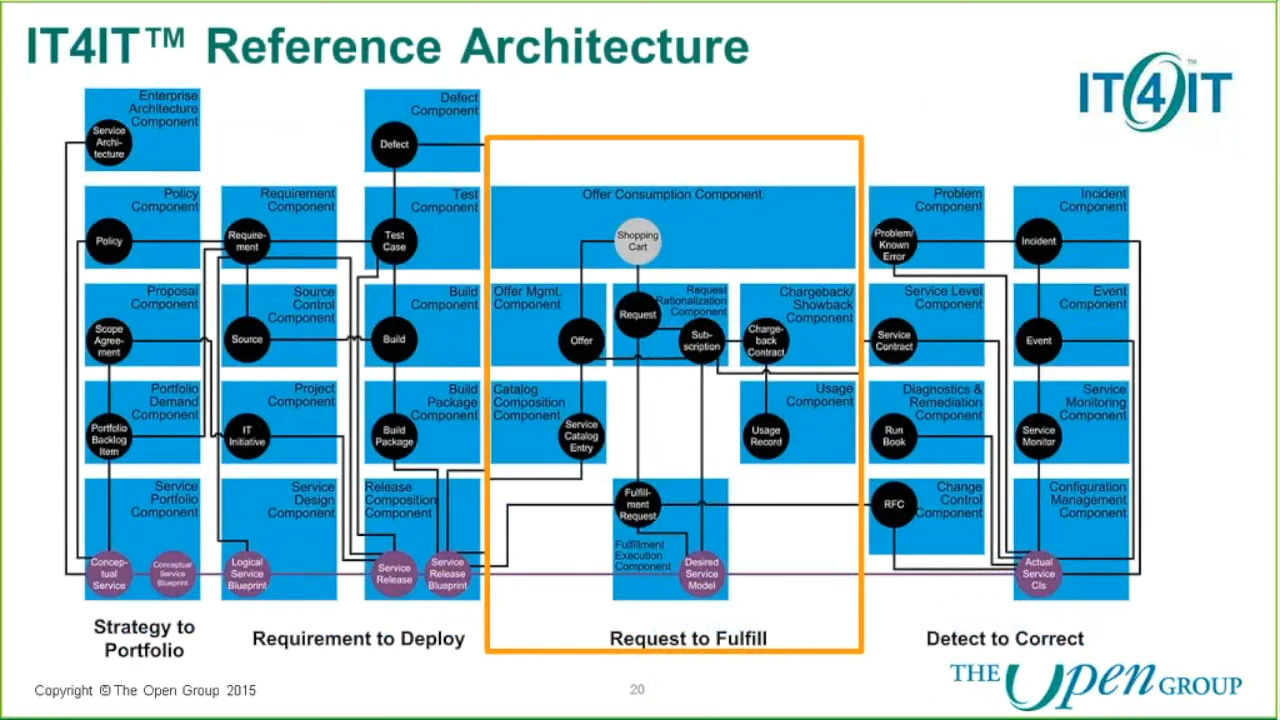 IT4IT™ Reference Architecture
IT4IT™
Enterprise
Architecture
Component
Service
Archi-
tecture
Policy
Component
Policy
Proposal
Component
Scope
Agree-
ment
Portfolio
Demand
Component
Portfolio
Backlog
Item
Service
Portfolio
Component
Concep-
tual
Service
Conceptual
Service
Blueprint
Strategy to
Portfolio
Requirement
Component
Require-
ment
Source
Control
Component
Source
Project
Component
IT
Initiative
Service
Design
Component
Logical
Service
Blueprint
Defect
Component
Defect
Test
Component
Test
Case
Build
Component
Build
Build
Package
Component
Build
Package
Release
Composition
Component
Service
Release
Service
Release
Blueprint
Requirement to Deploy
Offer Consumption Component
Shopping
Cart
Offer Mgmt.
Component
Offer
Catalog
Composition
Component
Service
Catalog
Entry
Request
Rationalization
Component
Request
Sub-
scription
Chargeback/
Showback
Component
Charge-
back
Contract
Usage
Component
Usage
Record
Fulfill-
ment
Request
Fulfillment
Execution
Component
Desired
Service
Model
Request to Fulfill
Problem
Component
Problem/
Known
Error
Service Level
Component
Service
Contract
Diagnostics &
Remediation
Component
Run
Book
Change
Control
Component
RFC
Incident
Component
Incident
Event
Component
Event
Service
Monitoring
Component
Service
Monitor
Configuration
Management
Component
Actual
Service
CIs
Detect to Correct
Copyright © The Open Group 2015
20
THE Open GROUP